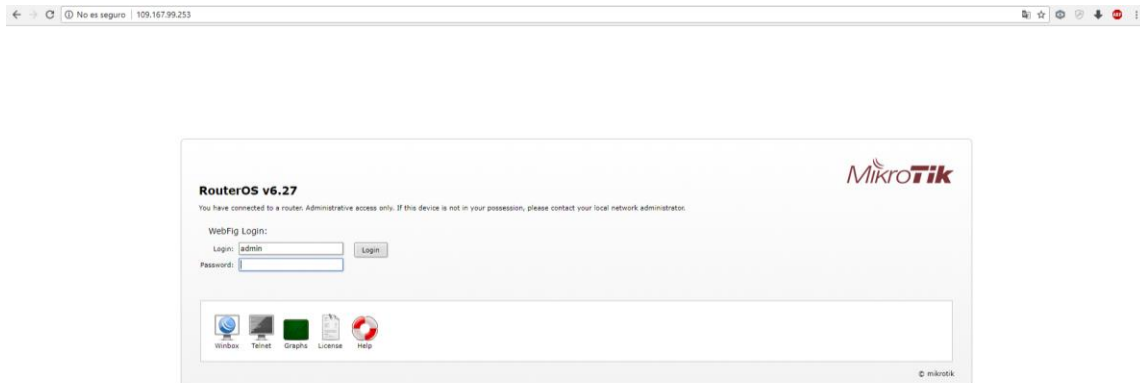 No es seguro | 109.167.99.253
MikroTik
RouterOS v6.27
You have connected to a router. Administrative access only. If this device is not in your possession, please contact your local network administrator.
WebFig Login:
Login: admin Login
Password:
Winbox Telnet Graphs License Help
© mikrotik